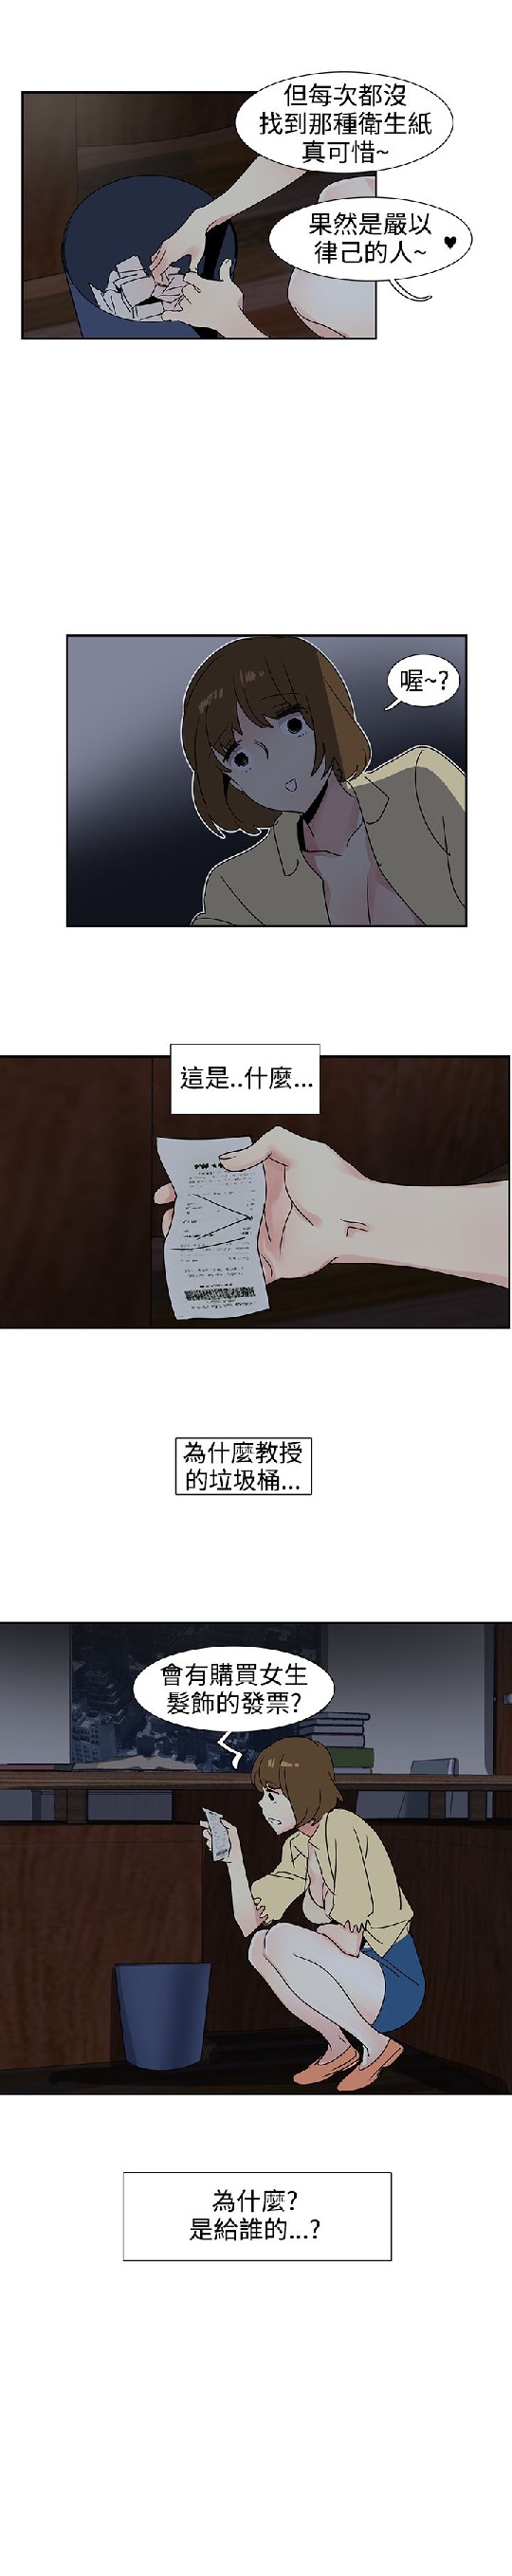 但每次都沒
找到那種衛生紙
真可惜~
果然是嚴以
律己的人~ ♥
喔~?
這是..什麼...
為什麼教授
的垃圾桶...
會有購買女生
髮飾的發票?
為什麼?
是給誰的...?